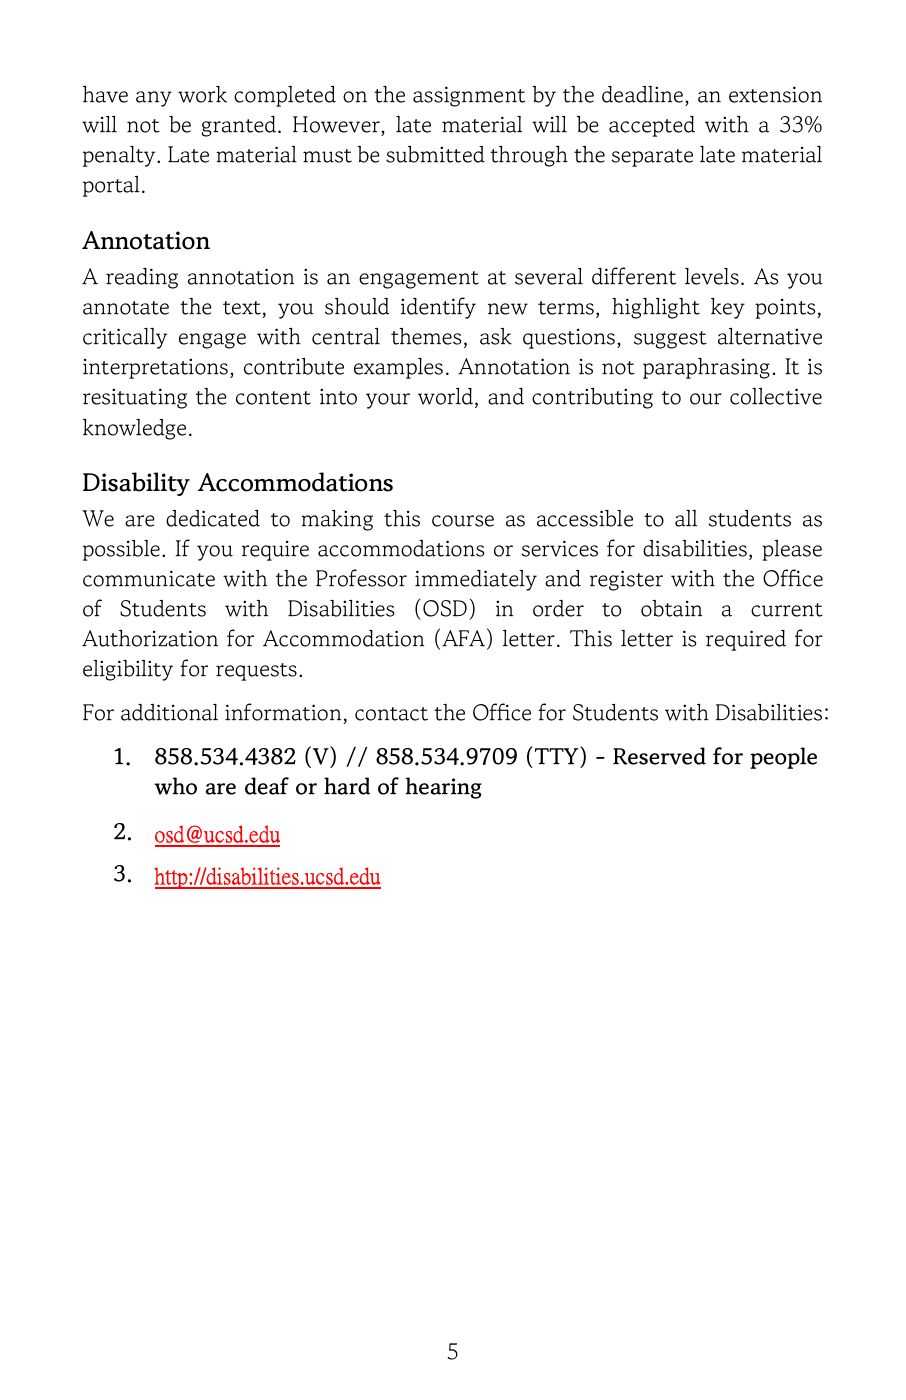 have any work completed on the assignment by the deadline, an extension
will not be granted. However, late material will be accepted with a 33%
penalty. Late material must be submitted through the separate late material
portal.
Annotation
A reading annotation is an engagement at several different levels. As you
annotate the text, you should identify new terms, highlight key points,
critically engage with central themes, ask questions, suggest alternative
interpretations, contribute examples. Annotation is not paraphrasing. It is
resituating the content into your world, and contributing to our collective
knowledge.
Disability Accommodations
We are dedicated to making this course as accessible to all students as
possible. If you require accommodations or services for disabilities, please
communicate with the Professor immediately and register with the Office
of Students with Disabilities (OSD) in order to obtain a current
Authorization for Accommodation (AFA) letter. This letter is required for
eligibility for requests.
For additional information, contact the Office for Students with Disabilities:
1. 858.534.4382 (V) // 858.534.9709 (TTY) - Reserved for people
who are deaf or hard of hearing
2. osd@ucsd.edu
3. http://disabilities.ucsd.edu
5